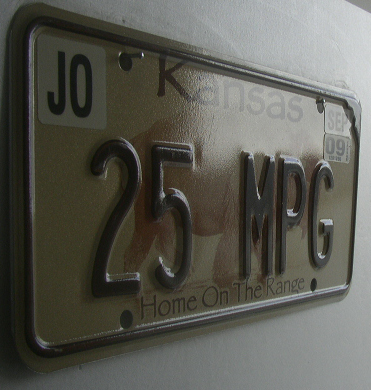 JO Kansas SEP
09
25 MPG
Home On The Range